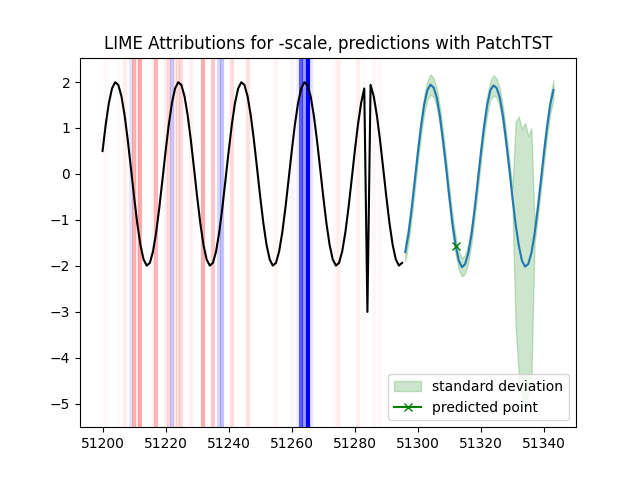 LIME Attributions for -scale, predictions with PatchTST
2
1
0
−1
−2
−3
−4
−5
51200 51220 51240 51260 51280 51300 51320 51340
standard deviation
predicted point